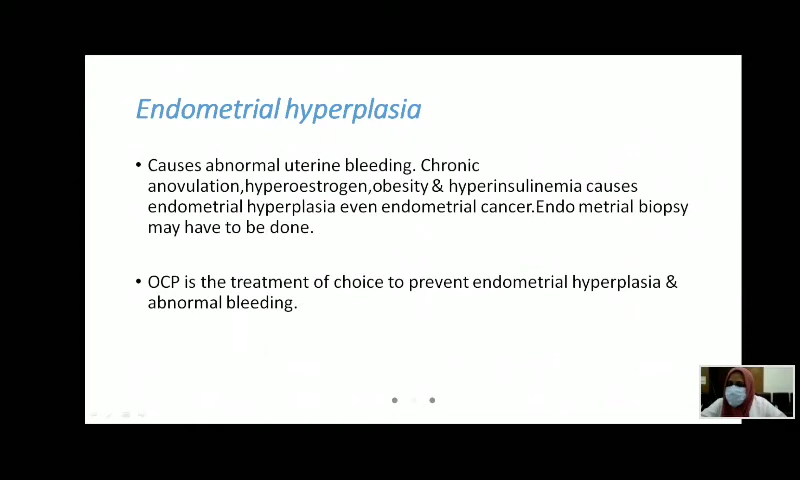 Endometrial hyperplasia
• Causes abnormal uterine bleeding. Chronic
anovulation,hyperoestrogen,obesity & hyperinsulinemia causes
endometrial hyperplasia even endometrial cancer.Endo metrial biopsy
may have to be done.
• OCP is the treatment of choice to prevent endometrial hyperplasia &
abnormal bleeding.